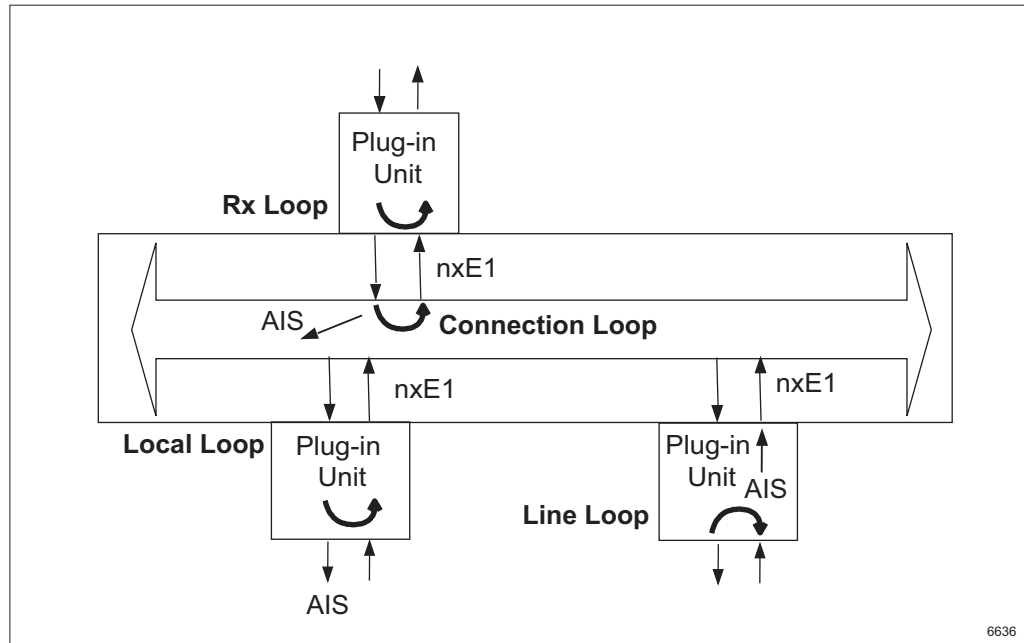 Plug-in
Unit
Rx Loop
nxE1
AIS
Connection Loop
nxE1
nxE1
Local Loop
Plug-in
Unit
Plug-in
Unit
AIS
Line Loop
AIS
6636